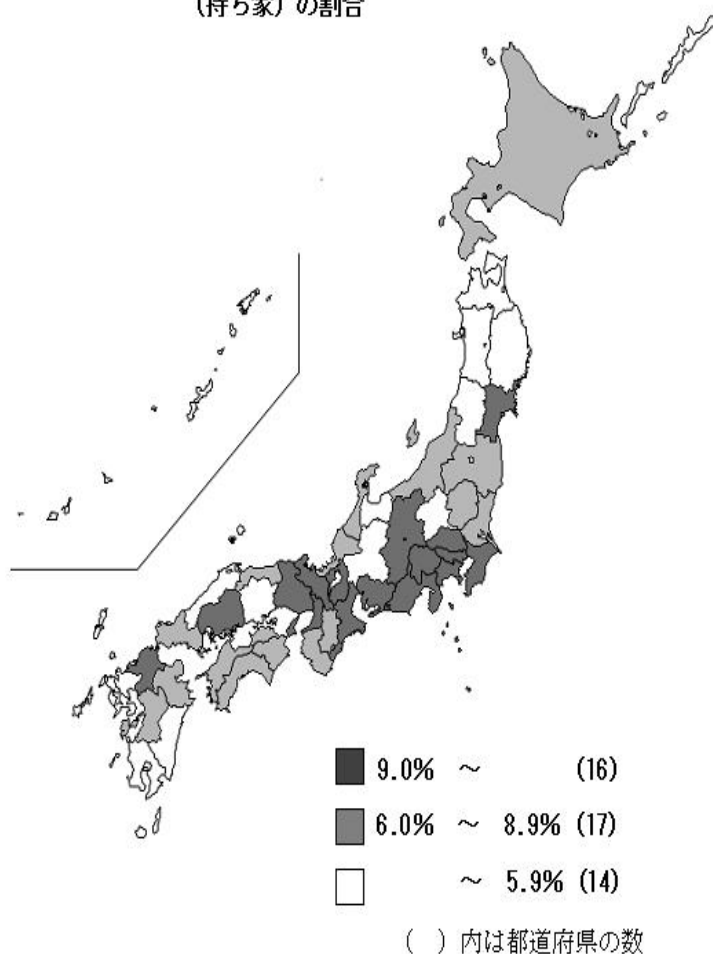 (持ち家)の割合
9.0% ~ (16)
6.0% ~ 8.9% (17)
~ 5.9% (14)
( )内は都道府県の数